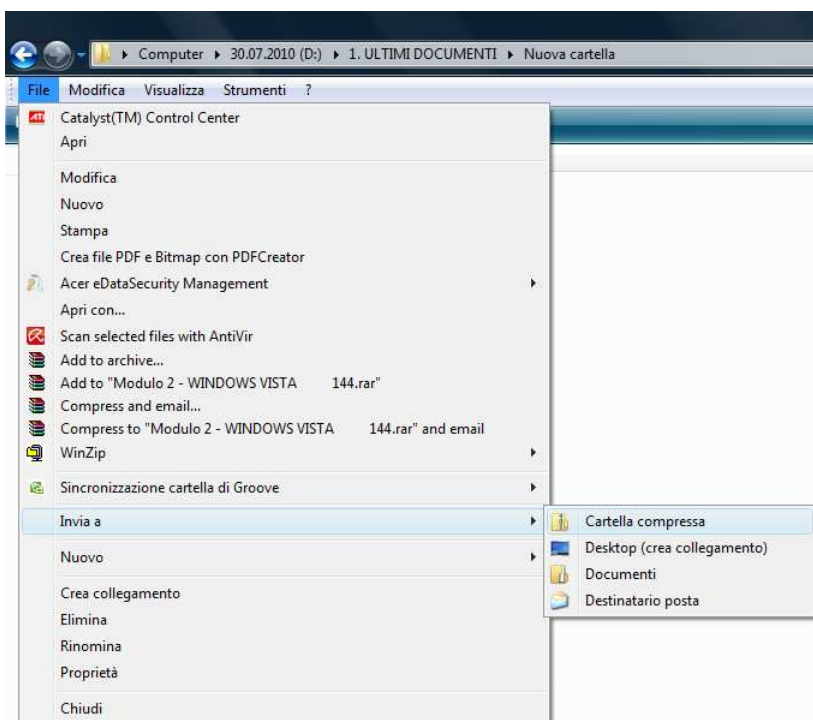 Computer ▸ 30.07.2010 (D:) ▸ 1. ULTIMI DOCUMENTI ▸ Nuova cartella
File Modifica Visualizza Strumenti ?
Catalyst(TM) Control Center
Apri
Modifica
Nuovo
Stampa
Crea file PDF e Bitmap con PDFCreator
Acer eDataSecurity Management
Apri con...
Scan selected files with AntiVir
Add to archive...
Add to "Modulo 2 - WINDOWS VISTA 144.rar"
Compress and email...
Compress to "Modulo 2 - WINDOWS VISTA 144.rar" and email
WinZip
Sincronizzazione cartella di Groove
Invia a
Cartella compressa
Desktop (crea collegamento)
Documenti
Destinatario posta
Nuovo
Crea collegamento
Elimina
Rinomina
Proprietà
Chiudi